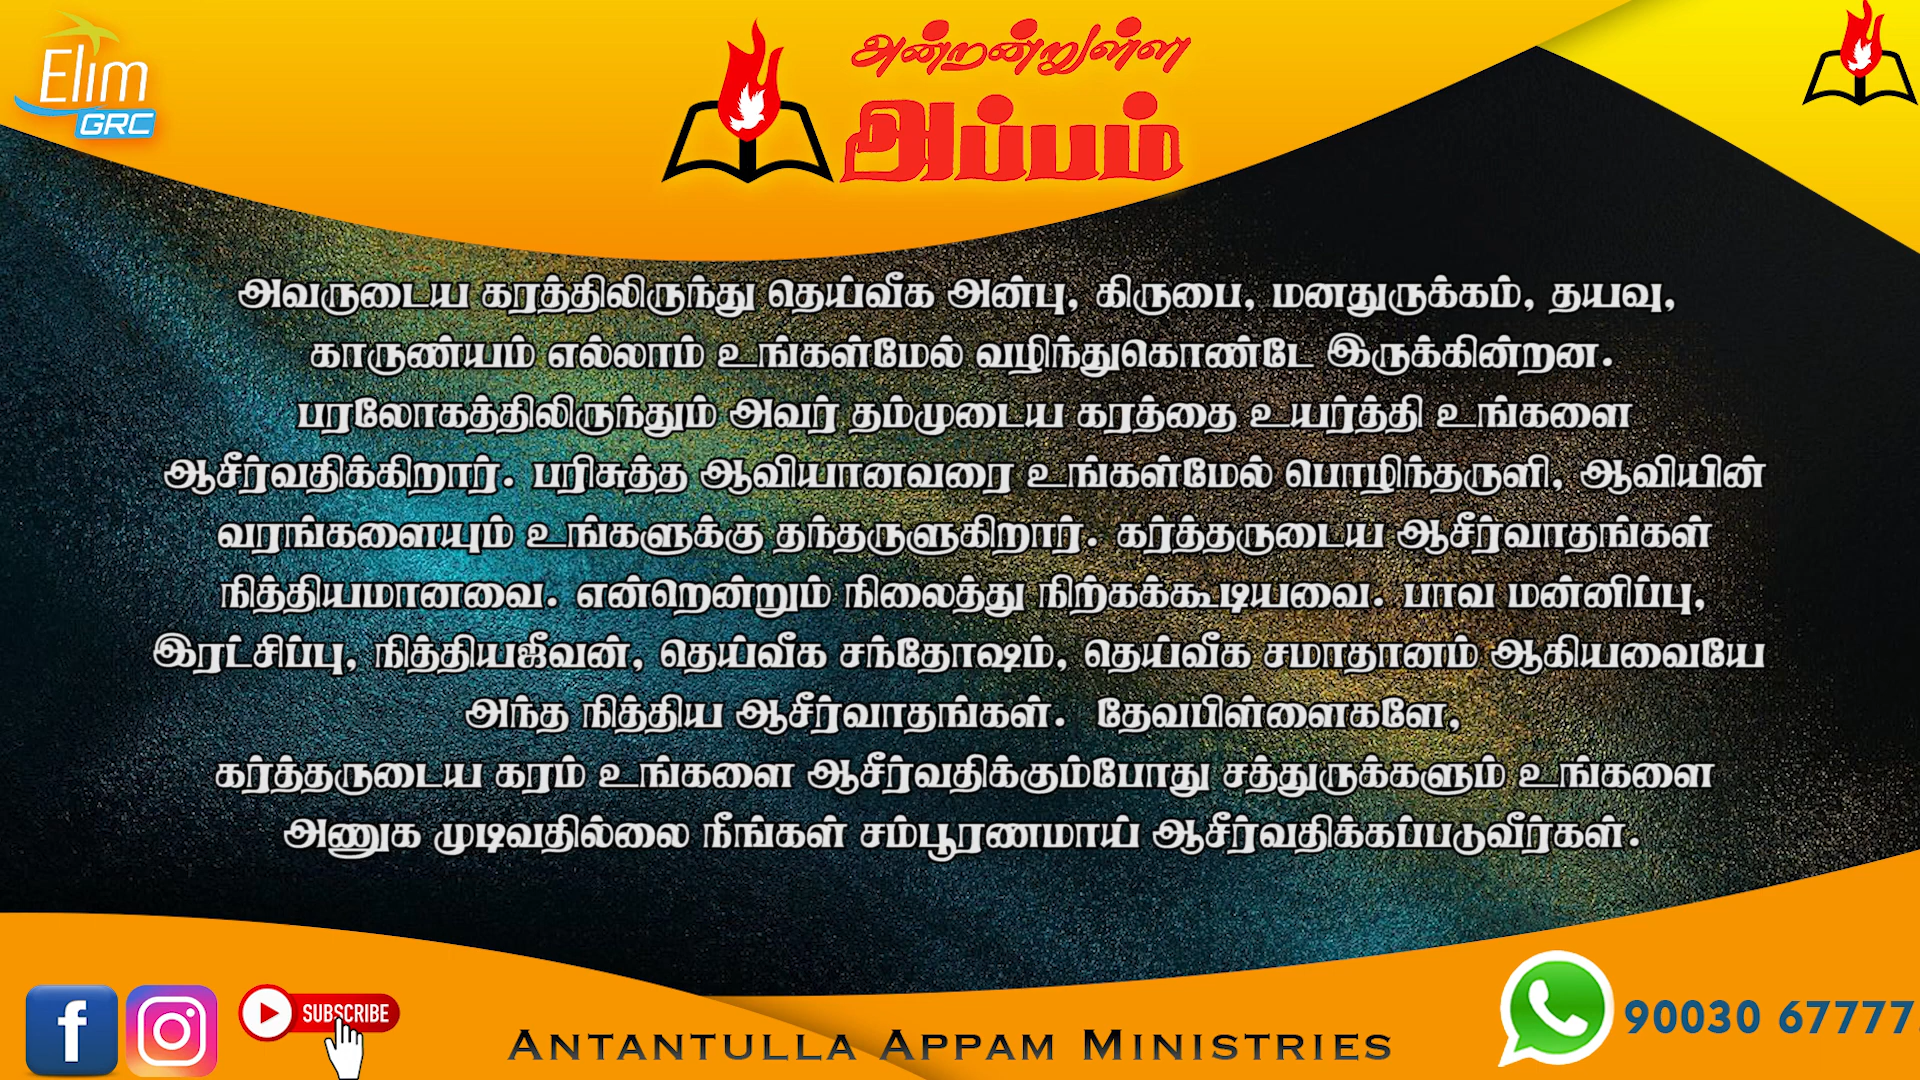 Elim
GRC
அன்றன்றுள்ள
அப்பம்
அவருடைய கரத்திலிருந்து தெய்வீக அன்பு, கிருபை, மனதுருக்கம், தயவு,
காருண்யம் எல்லாம் உங்கள்மேல் வழிந்துகொண்டே இருக்கின்றன.
பரலோகத்திலிருந்தும் அவர் தம்முடைய கரத்தை உயர்த்தி உங்களை
ஆசீர்வதிக்கிறார். பரிசுத்த ஆவியானவரை உங்கள்மேல் பொழிந்தருளி, ஆவியின்
வரங்களையும் உங்களுக்கு தந்தருளுகிறார். கர்த்தருடைய ஆசீர்வாதங்கள்
நித்தியமானவை. என்றென்றும் நிலைத்து நிற்கக்கூடியவை. பாவ மன்னிப்பு,
இரட்சிப்பு, நித்தியஜீவன், தெய்வீக சந்தோஷம், தெய்வீக சமாதானம் ஆகியவையே
அந்த நித்திய ஆசீர்வாதங்கள். தேவபிள்ளைகளே,
கர்த்தருடைய கரம் உங்களை ஆசீர்வதிக்கும்போது சத்துருக்களும் உங்களை
அணுக முடிவதில்லை நீங்கள் சம்பூரணமாய் ஆசீர்வதிக்கப்படுவீர்கள்.
SUBSCRIBE
ANTANTULLA APPAM MINISTRIES
90030 67777